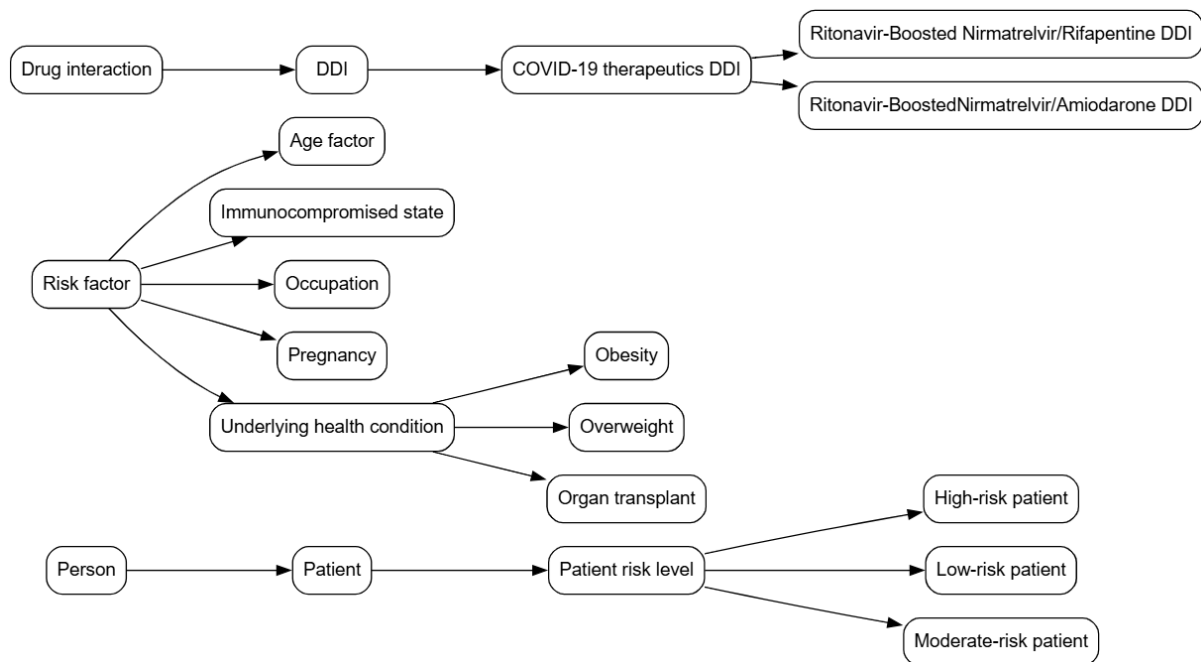 Ritonavir-Boosted Nirmatrelvir/Rifapentine DDI
Drug interaction
DDI
COVID-19 therapeutics DDI
Ritonavir-BoostedNirmatrelvir/Amiodarone DDI
Age factor
Immunocompromised state
Risk factor
Occupation
Pregnancy
Obesity
Underlying health condition
Overweight
Organ transplant
High-risk patient
Person
Patient
Patient risk level
Low-risk patient
Moderate-risk patient